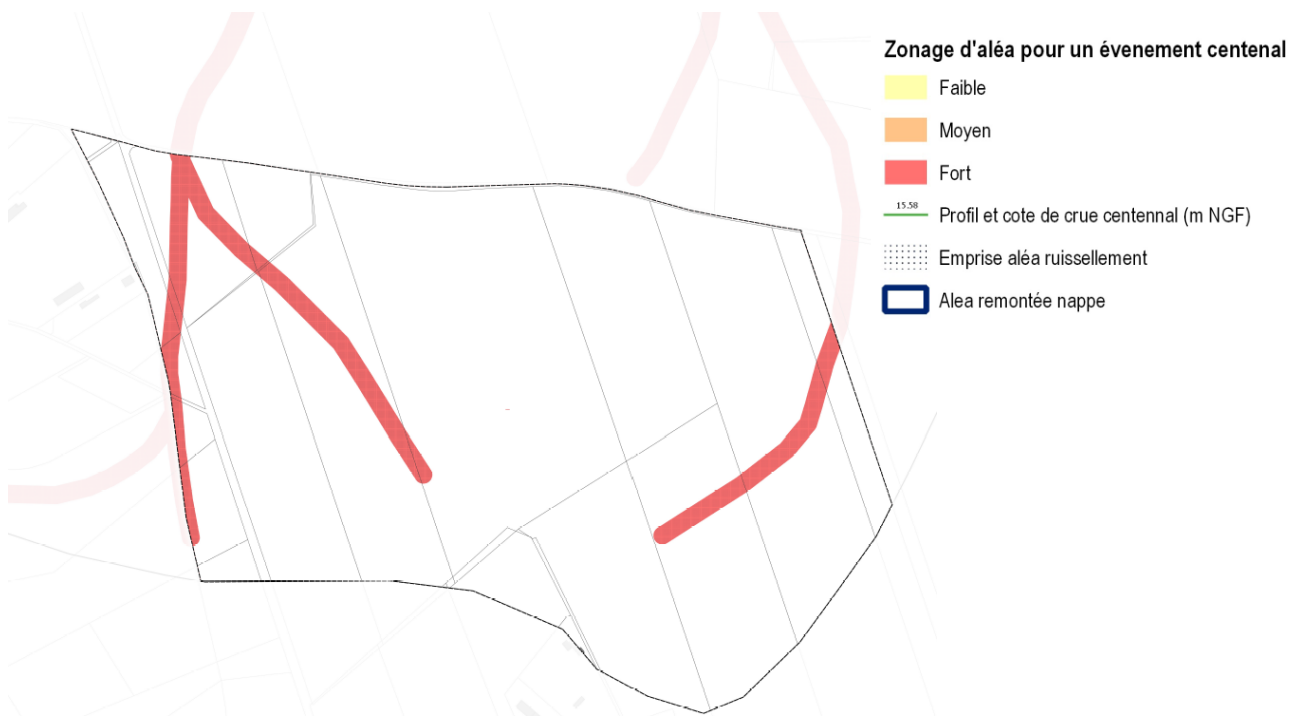 Zonage d'aléa pour un évenement centenal
Faible
Moyen
Fort
15.58
Profil et cote de crue centennal (m NGF)
Emprise aléa ruissellement
Alea remontée nappe